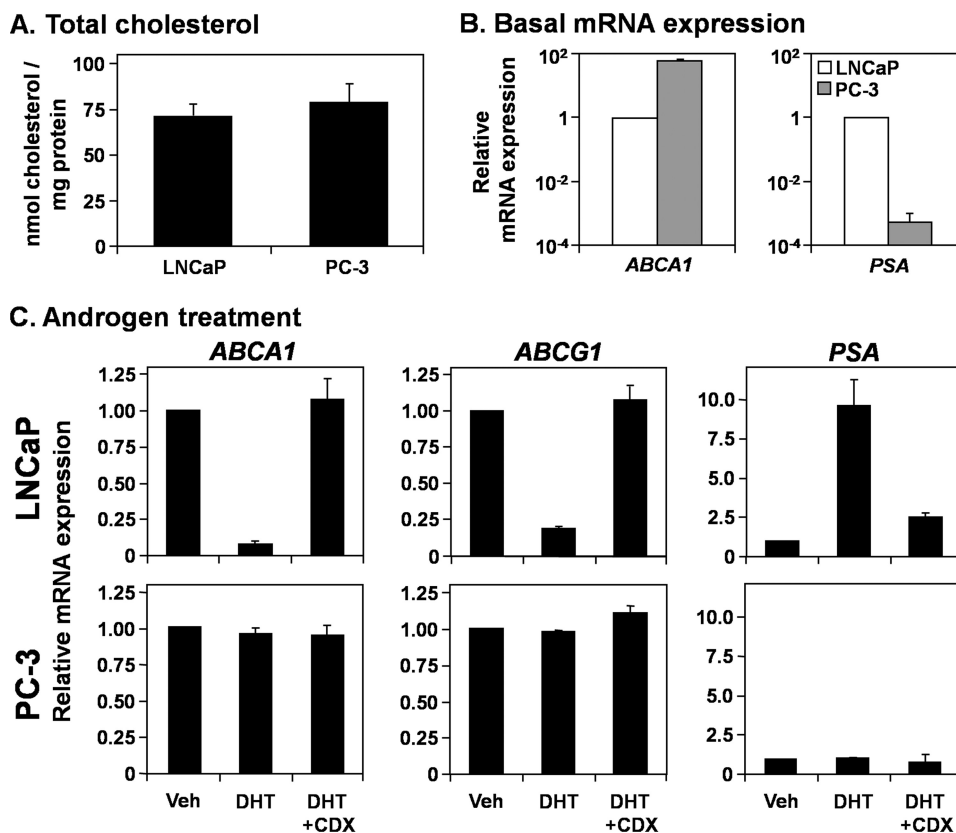 A. Total cholesterol
nmol cholesterol /
mg protein
100
75
50
25
0
LNCaP
PC-3
B. Basal mRNA expression
Relative
mRNA expression
10²
1
10⁻²
10⁻⁴
ABCA1
10²
1
10⁻²
10⁻⁴
LNCaP
PC-3
PSA
C. Androgen treatment
ABCA1
ABCG1
PSA
LNCaP
PC-3
Relative mRNA expression
1.25
1.00
0.75
0.50
0.25
0
1.25
1.00
0.75
0.50
0.25
0
10.0
7.5
5.0
2.5
0
1.25
1.00
0.75
0.50
0.25
0
1.25
1.00
0.75
0.50
0.25
0
10.0
7.5
5.0
2.5
0
Veh
DHT
DHT
+CDX
Veh
DHT
DHT
+CDX
Veh
DHT
DHT
+CDX